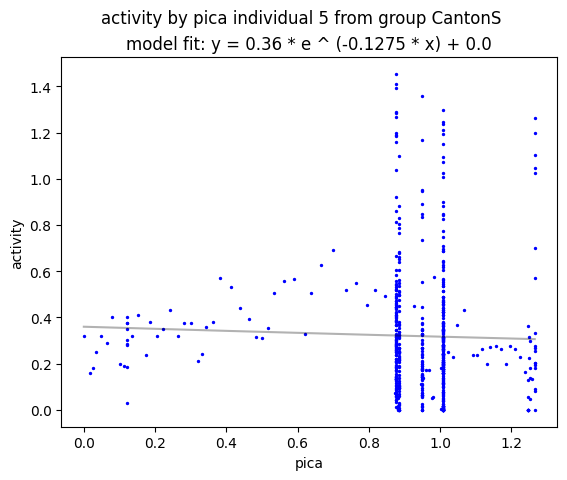 activity by pica individual 5 from group CantonS
model fit: y = 0.36 * e ^ (-0.1275 * x) + 0.0
1.4
1.2
1.0
0.8
0.6
0.4
0.2
0.0
activity
0.0 0.2 0.4 0.6 0.8 1.0 1.2
pica